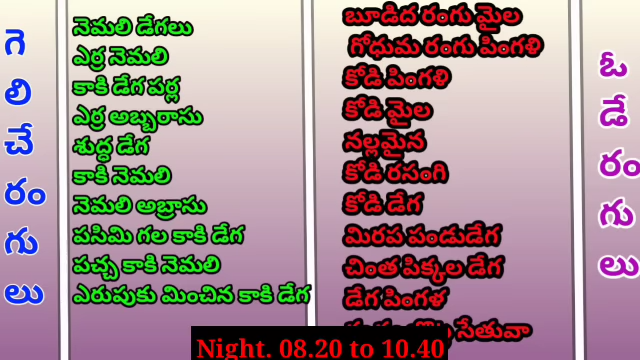 గెలిచే రంగులు
నెమలి డేగలు
ఎర్ర నెమలి
కాకి డేగ పర్ల
ఎర్ర అబ్బరాసు
శుద్ధ డేగ
కాకి నెమలి
నెమలి అబ్రాసు
పసిమి గల కాకి డేగ
పచ్చ కాకి నెమలి
ఎరుపుకు మించిన కాకి డేగ
బూడిద రంగు మైల
గోధుమ రంగు పింగళి
కోడి పింగళి
కోడి మైల
నల్లమైన
కోడి రసంగి
కోడి డేగ
మిరప పండుడేగ
చింత పిక్కల డేగ
డేగ పింగళ
సేతువా
ఓడే రంగులు
Night. 08.20 to 10.40